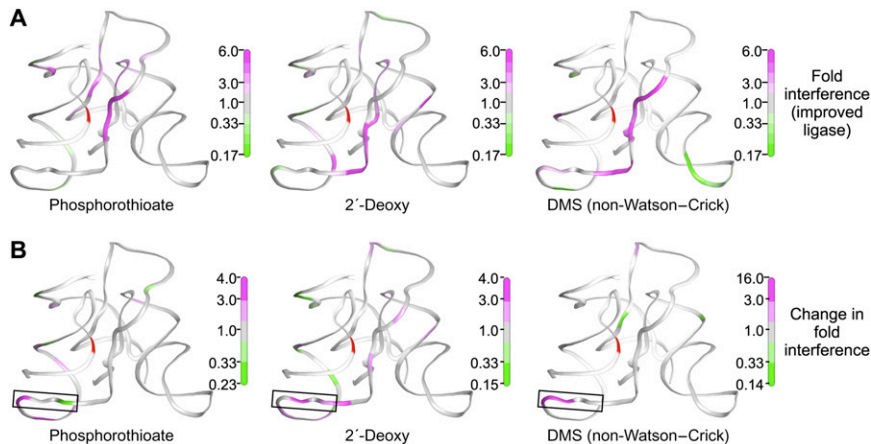 A
6.0
3.0
1.0
0.33
0.17
Phosphorothioate
6.0
3.0
1.0
0.33
0.17
2´-Deoxy
6.0
3.0
1.0
0.33
0.17
DMS (non-Watson–Crick)
Fold
interference
(improved
ligase)
B
4.0
3.0
1.0
0.33
0.23
Phosphorothioate
4.0
3.0
1.0
0.33
0.15
2´-Deoxy
16.0
3.0
1.0
0.33
0.14
DMS (non-Watson–Crick)
Change in
fold
interference